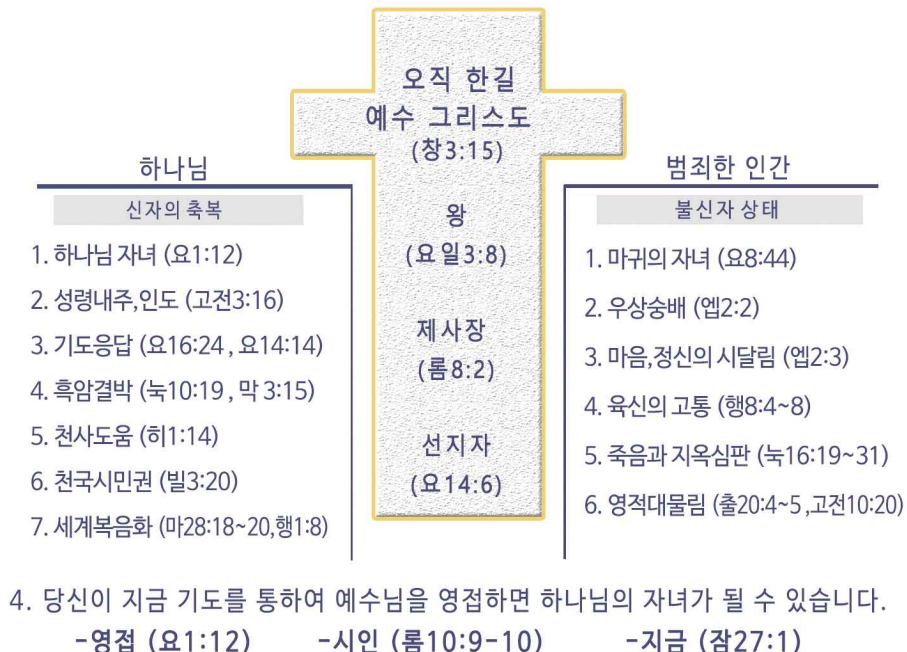 오직 한길
예수 그리스도
(창3:15)
왕
(요일3:8)
제사장
(롬8:2)
선지자
(요14:6)
하나님
신자의 축복
1. 하나님 자녀 (요1:12)
2. 성령내주,인도 (고전3:16)
3. 기도응답 (요16:24 , 요14:14)
4. 흑암결박 (눅10:19 , 막 3:15)
5. 천사도움 (히1:14)
6. 천국시민권 (빌3:20)
7. 세계복음화 (마28:18~20,행1:8)
범죄한 인간
불신자 상태
1. 마귀의 자녀 (요8:44)
2. 우상숭배 (엡2:2)
3. 마음,정신의 시달림 (엡2:3)
4. 육신의 고통 (행8:4~8)
5. 죽음과 지옥심판 (눅16:19~31)
6. 영적대물림 (출20:4~5 ,고전10:20)
4. 당신이 지금 기도를 통하여 예수님을 영접하면 하나님의 자녀가 될 수 있습니다.
-영접 (요1:12) -시인 (롬10:9-10) -지금 (잠27:1)